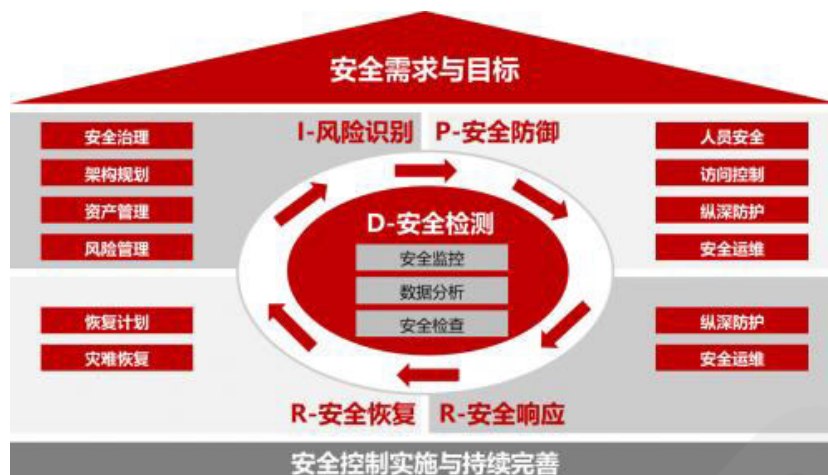 安全需求与目标
I-风险识别
P-安全防御
安全治理
架构规划
资产管理
风险管理
人员安全
访问控制
纵深防护
安全运维
D-安全检测
安全监控
数据分析
安全检查
恢复计划
灾难恢复
纵深防护
安全运维
R-安全恢复
R-安全响应
安全控制实施与持续完善